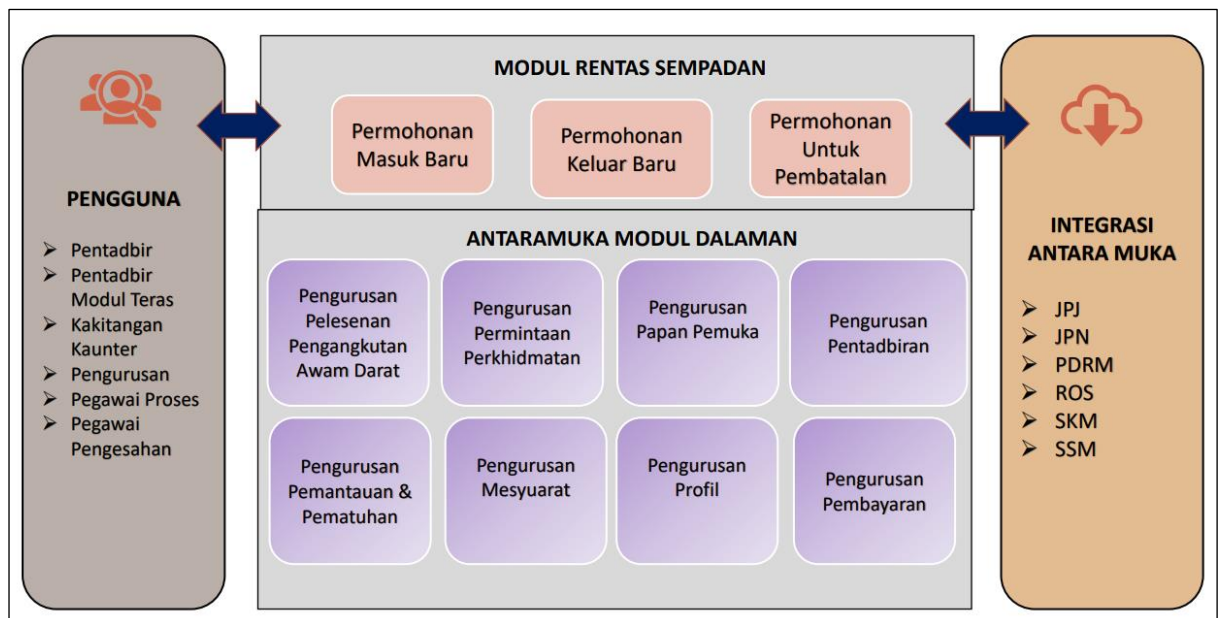 PENGGUNA
➢ Pentadbir
➢ Pentadbir
Modul Teras
➢ Kakitangan
Kaunter
➢ Pengurusan
➢ Pegawai Proses
➢ Pegawai
Pengesahan
MODUL RENTAS SEMPADAN
Permohonan
Masuk Baru
Permohonan
Keluar Baru
Permohonan
Untuk
Pembatalan
ANTARAMUKA MODUL DALAMAN
Pengurusan
Pelesenan
Pengangkutan
Awam Darat
Pengurusan
Permintaan
Perkhidmatan
Pengurusan
Papan Pemuka
Pengurusan
Pentadbiran
Pengurusan
Pemantauan &
Pematuhan
Pengurusan
Mesyuarat
Pengurusan
Profil
Pengurusan
Pembayaran
INTEGRASI
ANTARA MUKA
➢ JPJ
➢ JPN
➢ PDRM
➢ ROS
➢ SKM
➢ SSM